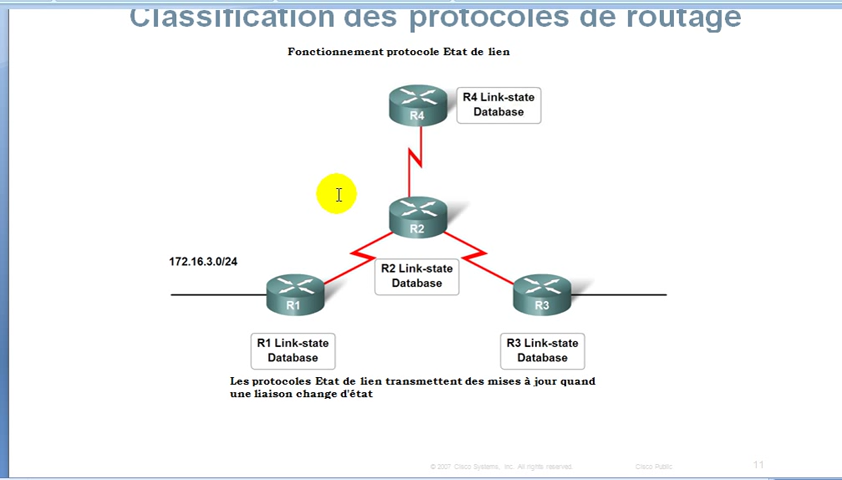 Classification des protocoles de routage
Fonctionnement protocole Etat de lien
R4 Link-state
Database
R4
R2
172.16.3.0/24
R2 Link-state
Database
R1
R3
R1 Link-state
Database
R3 Link-state
Database
Les protocoles Etat de lien transmettent des mises à jour quand
une liaison change d'état
© 2007 Cisco Systems, Inc. All rights reserved.
Cisco Public
11